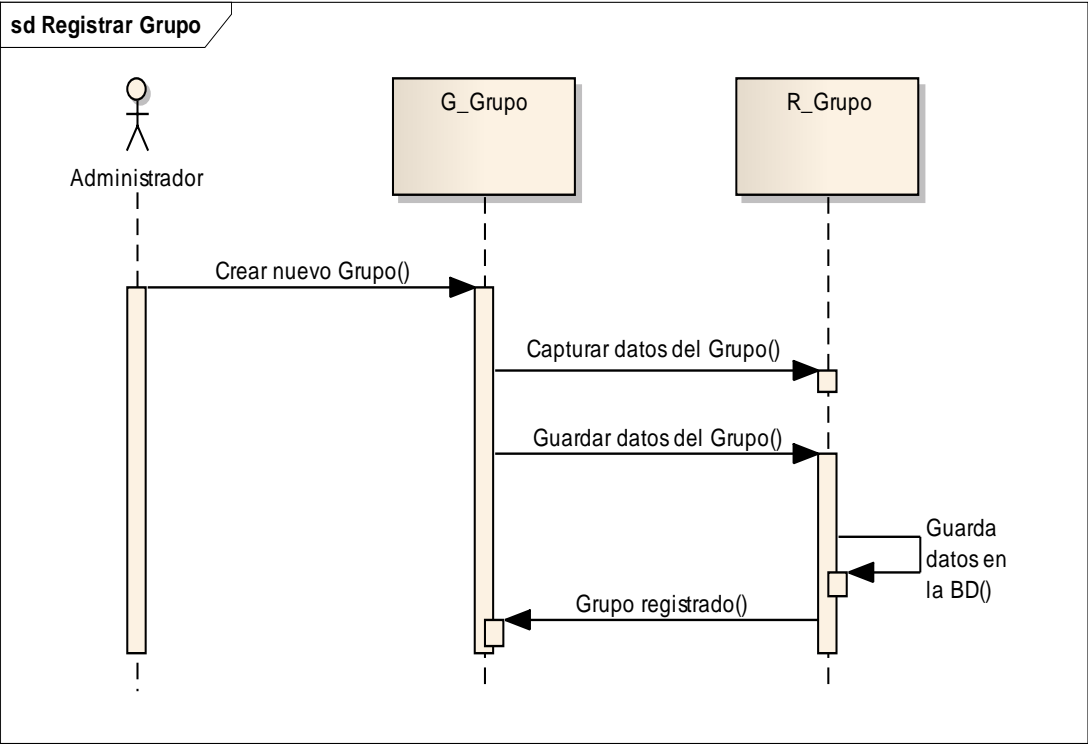 sd Registrar Grupo
G_Grupo
R_Grupo
Administrador
Crear nuevo Grupo()
Capturar datos del Grupo()
Guardar datos del Grupo()
Guarda
datos en
la BD()
Grupo registrado()